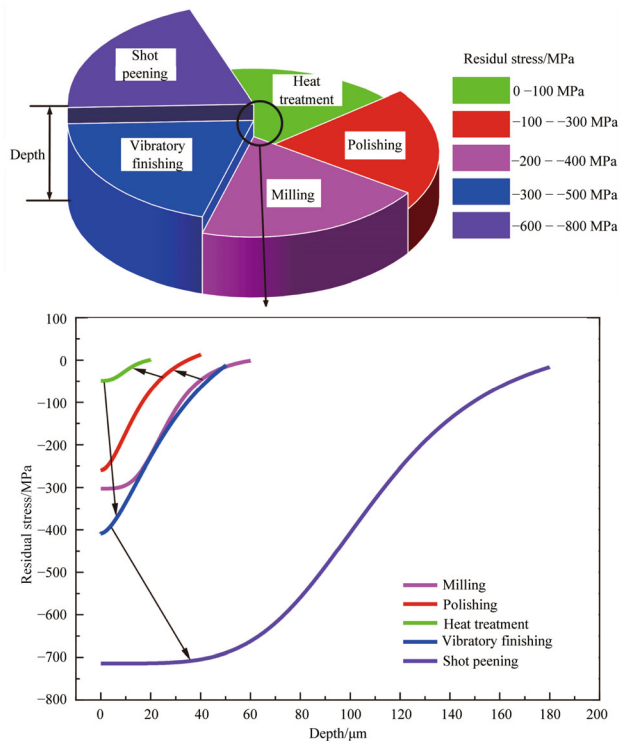 Shot
peening
Heat
treatment
Residul stress/MPa
0 −100 MPa
−100 − −300 MPa
−200 − −400 MPa
−300 − −500 MPa
−600 − −800 MPa
Depth
Vibratory
finishing
Polishing
Milling
100
0
−100
−200
−300
−400
−500
−600
−700
−800
Residual stress/MPa
Milling
Polishing
Heat treatment
Vibratory finishing
Shot peening
0 20 40 60 80 100 120 140 160 180 200
Depth/μm